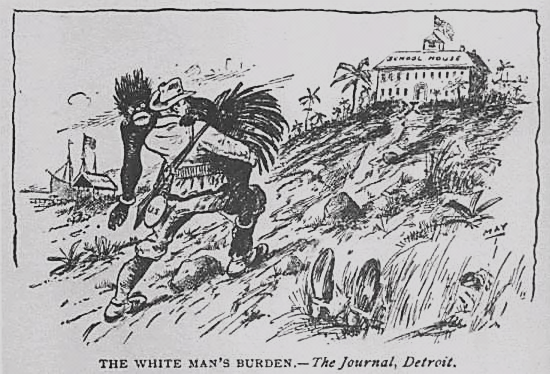 SCHOOL HOUSE
MAY
THE WHITE MAN'S BURDEN.—The Journal, Detroit.